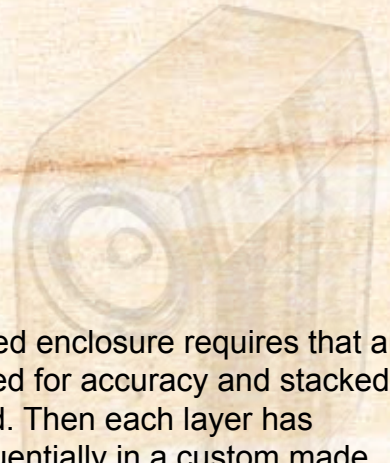 ed enclosure requires that a
ed for accuracy and stacked
d. Then each layer has
uentially in a custom made